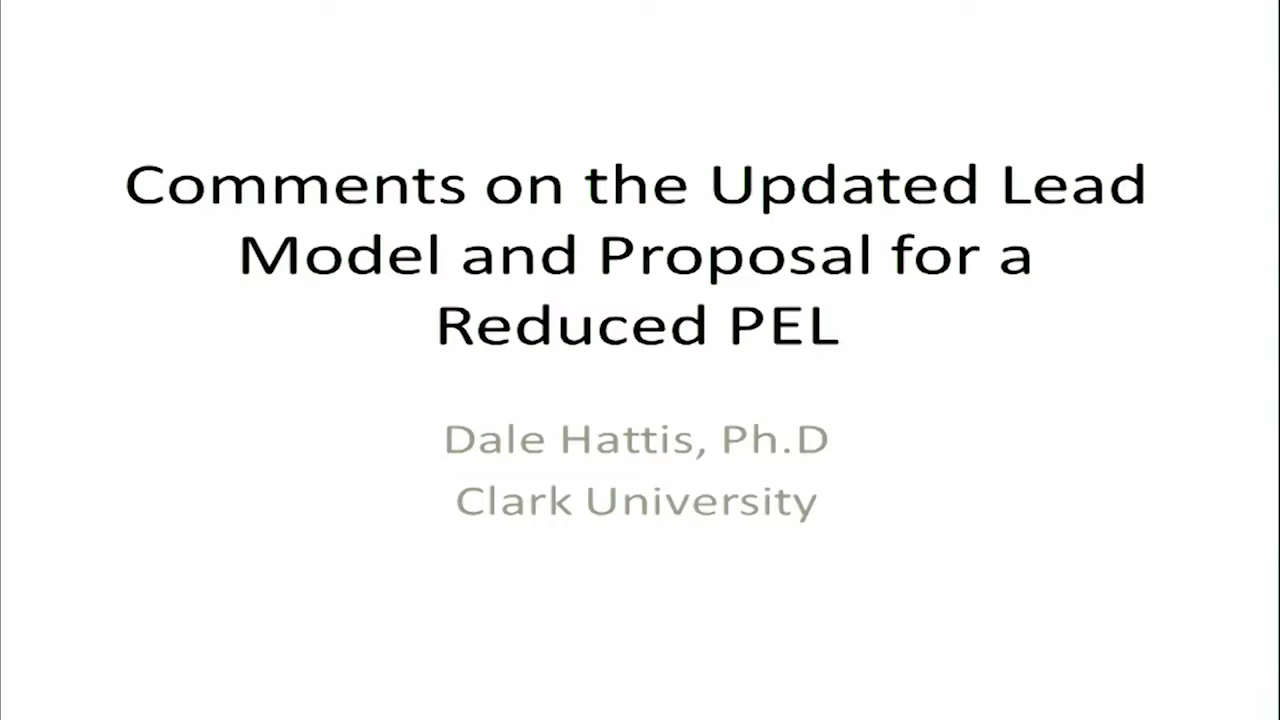 Comments on the Updated Lead
Model and Proposal for a
Reduced PEL
Dale Hattis, Ph.D
Clark University